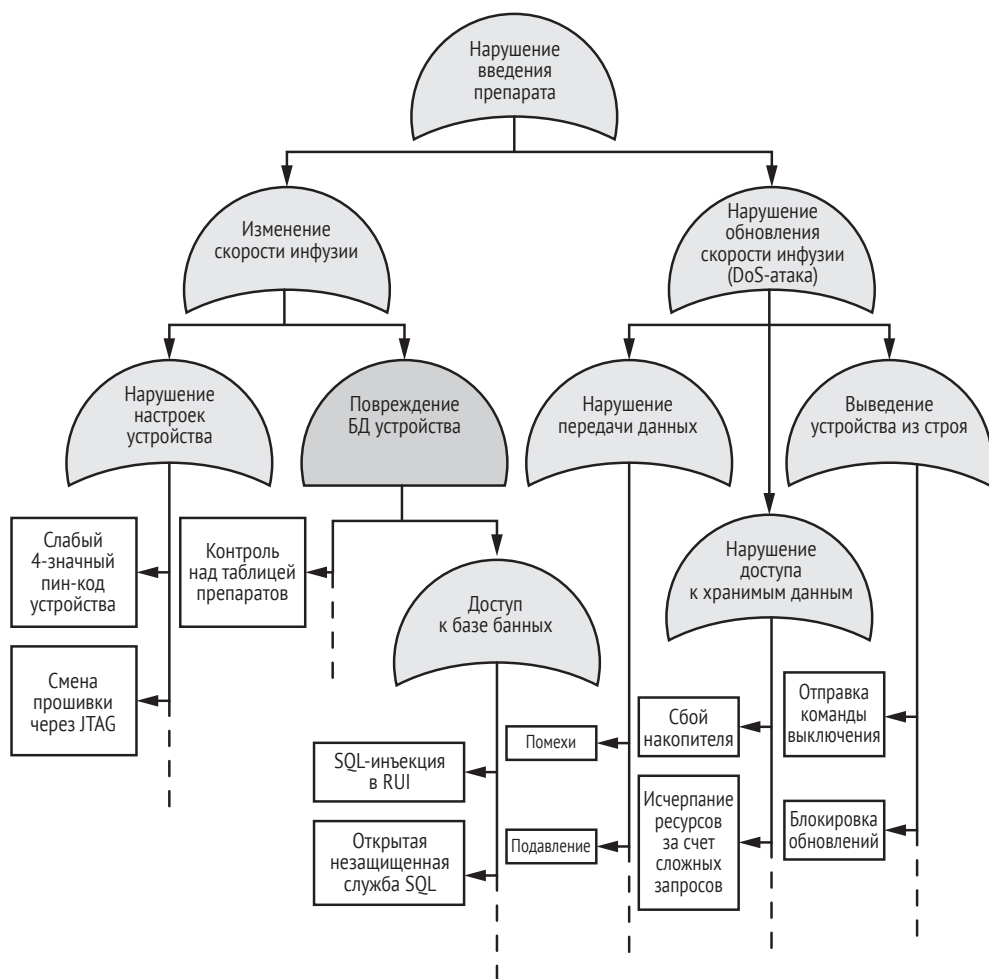 Нарушение
введения
препарата
Изменение
скорости инфузии
Нарушение
обновления
скорости инфузии
(DoS-атака)
Нарушение
настроек
устройства
Повреждение
БД устройства
Нарушение
передачи данных
Выведение
устройства из строя
Слабый
4-значный
пин-код
устройства
Контроль
над таблицей
препаратов
Нарушение
доступа
к хранимым данным
Доступ
к базе банных
Смена
прошивки
через JTAG
Сбой
накопителя
Отправка
команды
выключения
Помехи
SQL-инъекция
в RUI
Исчерпание
ресурсов
за счет
сложных
запросов
Блокировка
обновлений
Открытая
незащищенная
служба SQL
Подавление